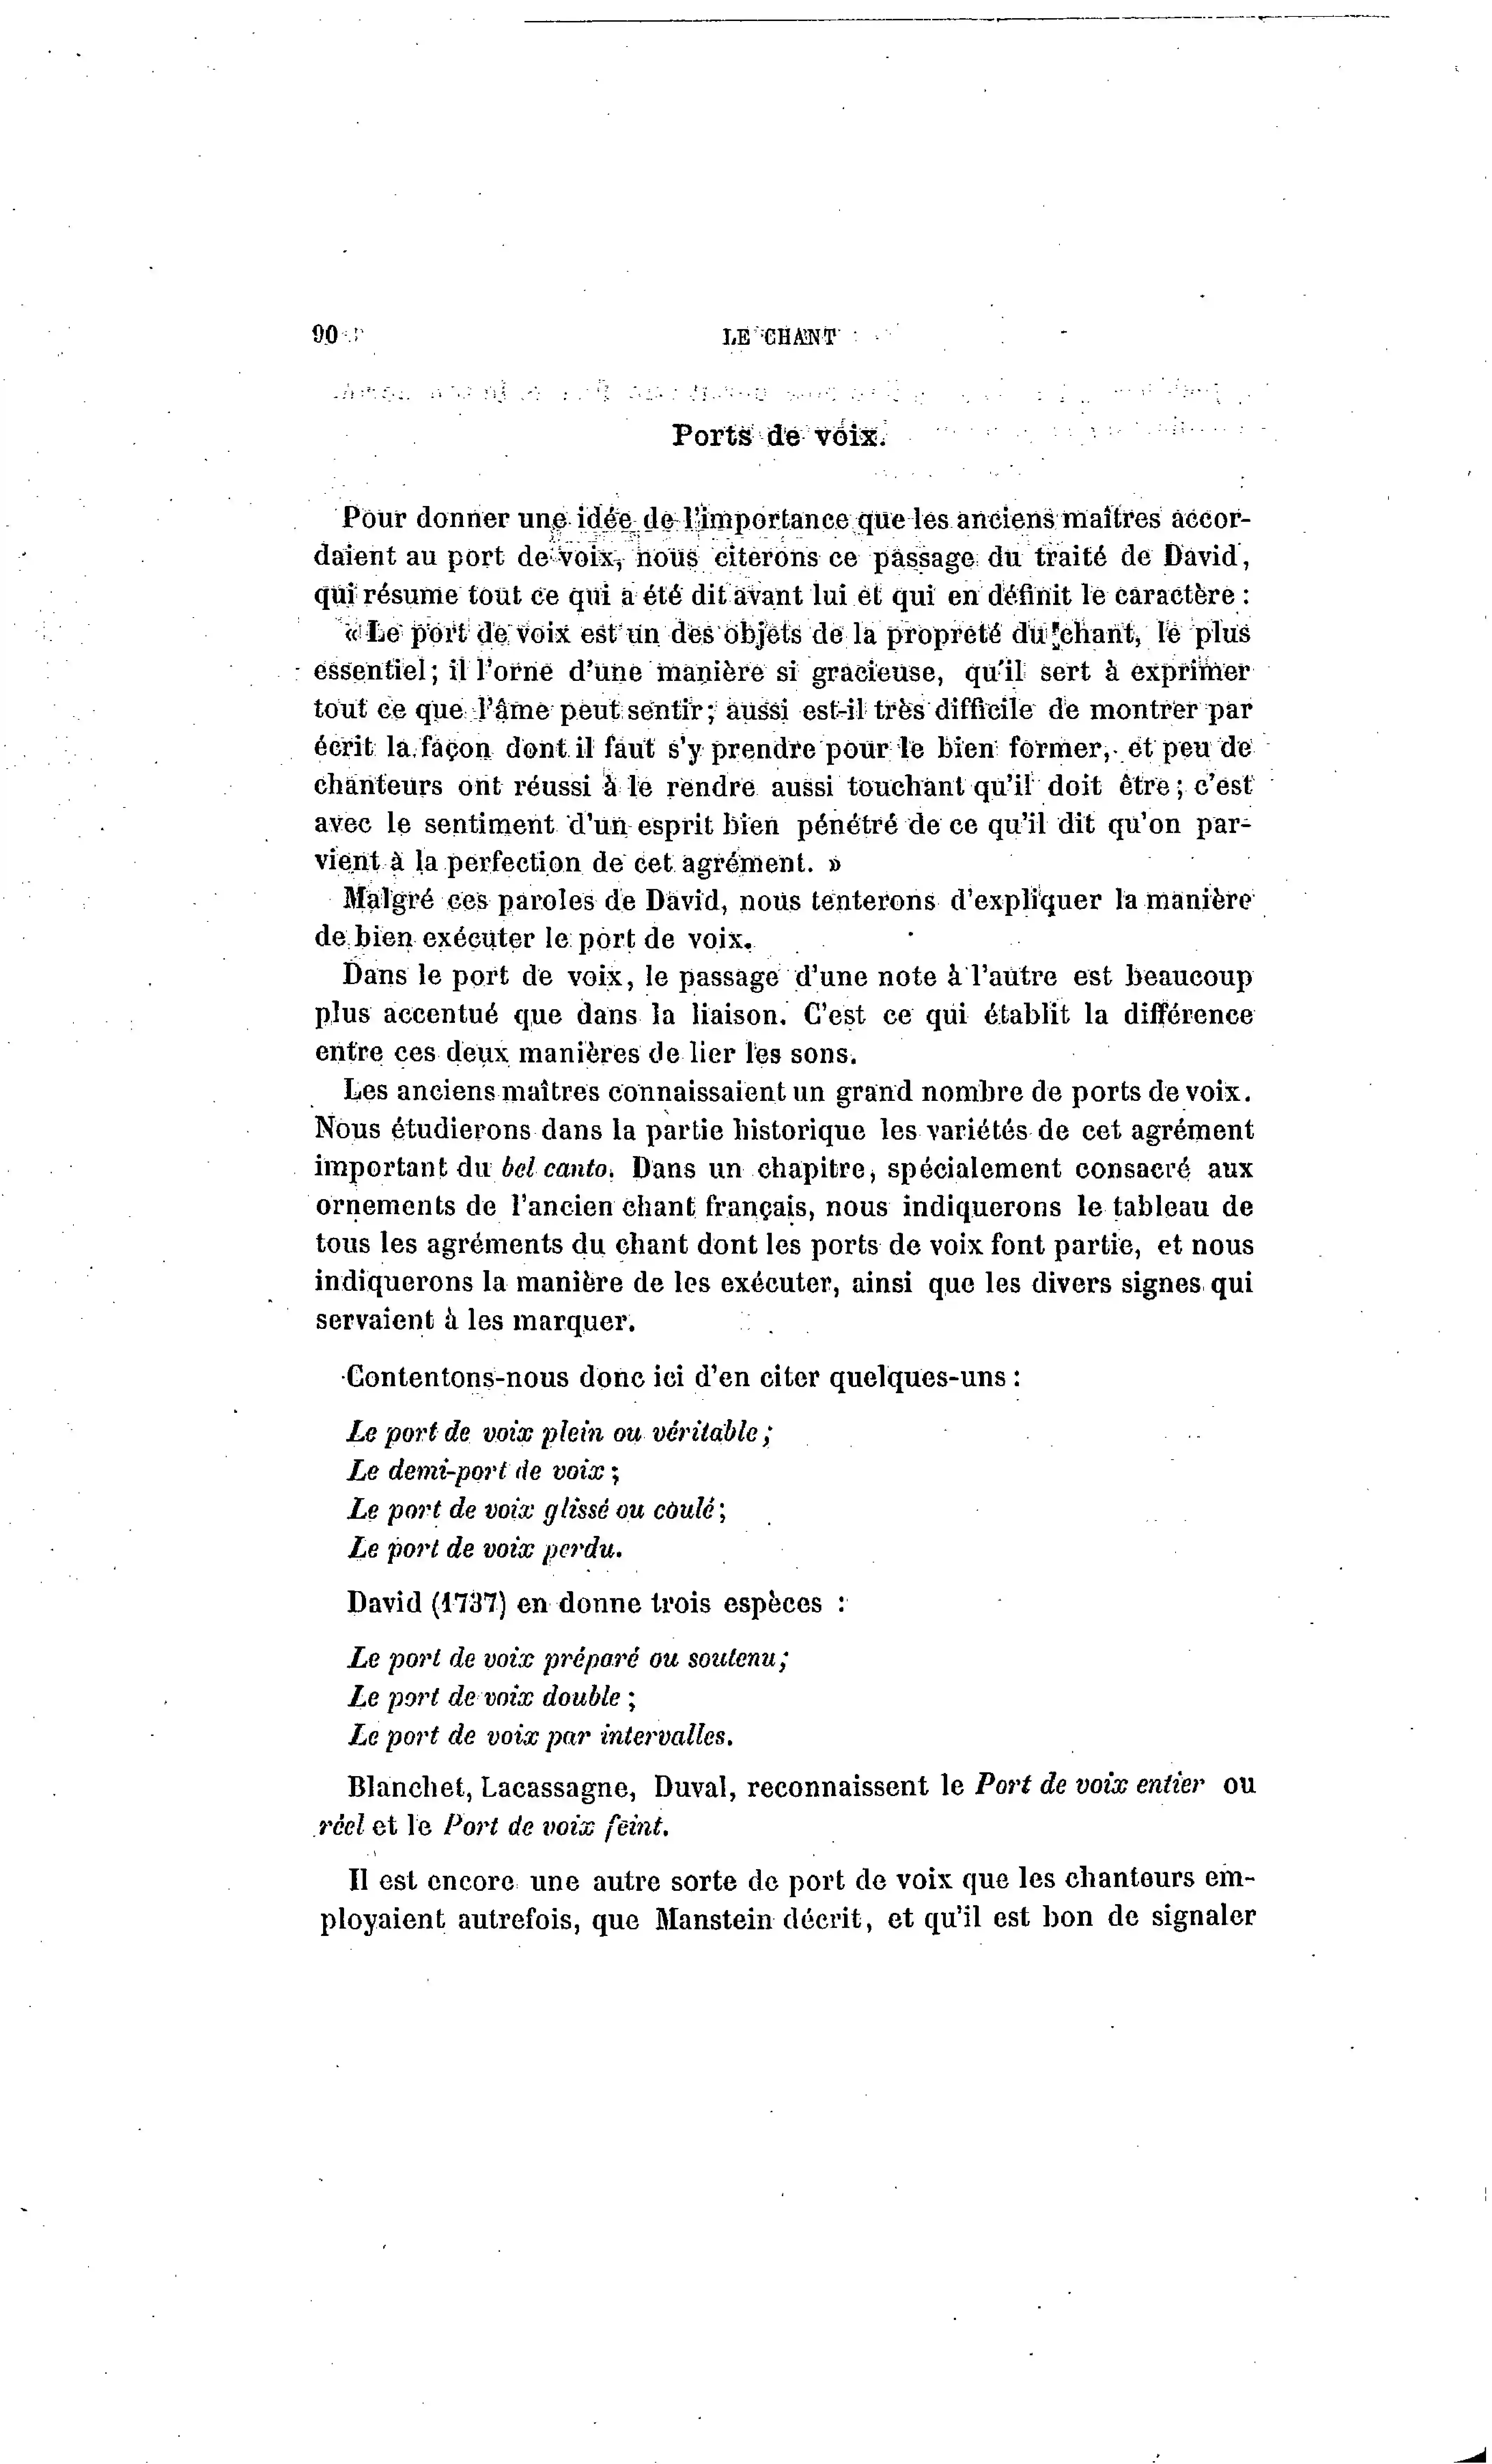 90
LE CHANT
Ports de voix.
Pour donner une idée de l'importance que les anciens maîtres accor-
daient au port de voix, nous citerons ce passage du traité de David,
qui résume tout ce qui a été dit avant lui et qui en définit le caractère :
« Le port de voix est un des objets de la propreté du chant, le plus
essentiel; il l'orne d'une manière si gracieuse, qu'il sert à exprimer
tout ce que l'âme peut sentir; aussi est-il très difficile de montrer par
écrit la façon dont il faut s'y prendre pour le bien former, et peu de
chanteurs ont réussi à le rendre aussi touchant qu'il doit être; c'est
avec le sentiment d'un esprit bien pénétré de ce qu'il dit qu'on par-
vient à la perfection de cet agrément. »
Malgré ces paroles de David, nous tenterons d'expliquer la manière
de bien exécuter le port de voix.
Dans le port de voix, le passage d'une note à l'autre est beaucoup
plus accentué que dans la liaison. C'est ce qui établit la différence
entre ces deux manières de lier les sons.
Les anciens maîtres connaissaient un grand nombre de ports de voix.
Nous étudierons dans la partie historique les variétés de cet agrément
important du bel canto. Dans un chapitre, spécialement consacré aux
ornements de l'ancien chant français, nous indiquerons le tableau de
tous les agréments du chant dont les ports de voix font partie, et nous
indiquerons la manière de les exécuter, ainsi que les divers signes qui
servaient à les marquer.
Contentons-nous donc ici d'en citer quelques-uns :
Le port de voix plein ou véritable;
Le demi-port de voix;
Le port de voix glissé ou coulé;
Le port de voix perdu.
David (1737) en donne trois espèces :
Le port de voix préparé ou soutenu;
Le port de voix double;
Le port de voix par intervalles.
Blanchet, Lacassagne, Duval, reconnaissent le Port de voix entier ou
réel et le Port de voix feint.
Il est encore une autre sorte de port de voix que les chanteurs em-
ployaient autrefois, que Manstein décrit, et qu'il est bon de signaler